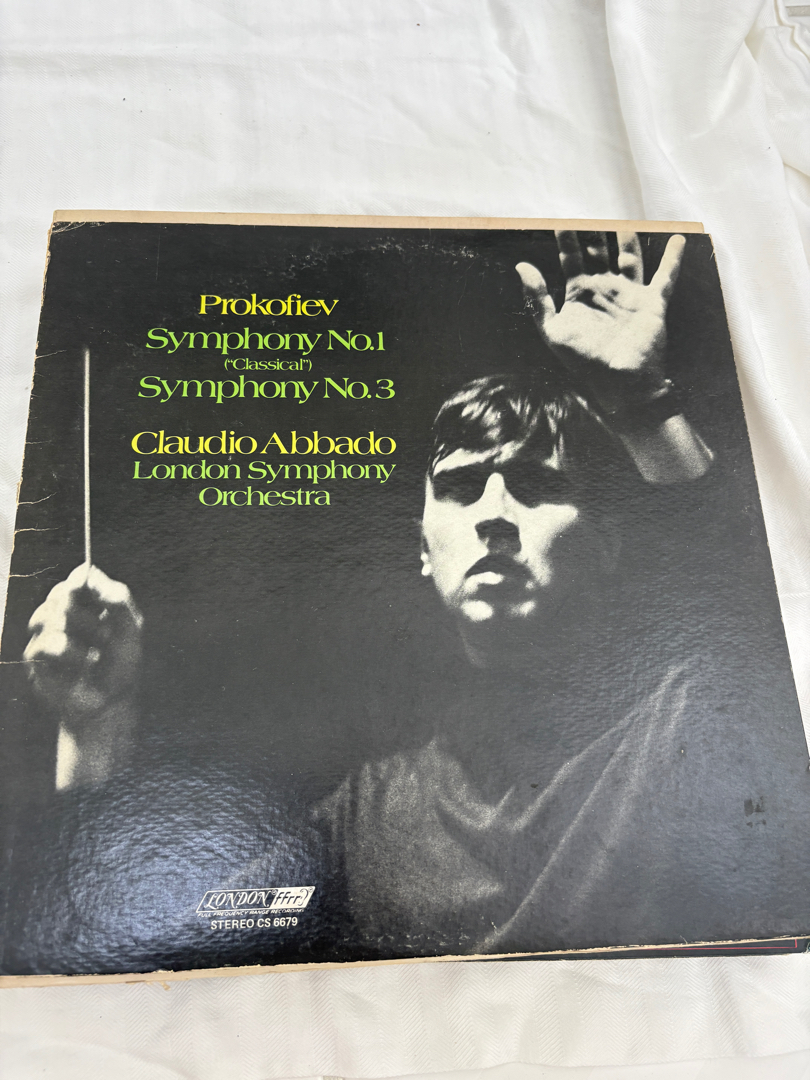 Prokofiev
Symphony No.1
("Classical")
Symphony No.3
Claudio Abbado
London Symphony
Orchestra
LONDON ffrr
FULL FREQUENCY RANGE RECORDING
STEREO CS 6679